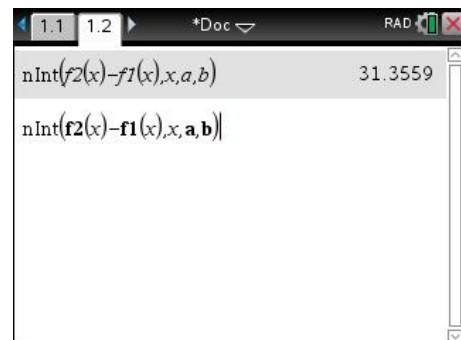 1.1 1.2 *Doc RAD
nInt(f2(x)-f1(x),x,a,b) 31.3559
nInt(f2(x)-f1(x),x,a,b)